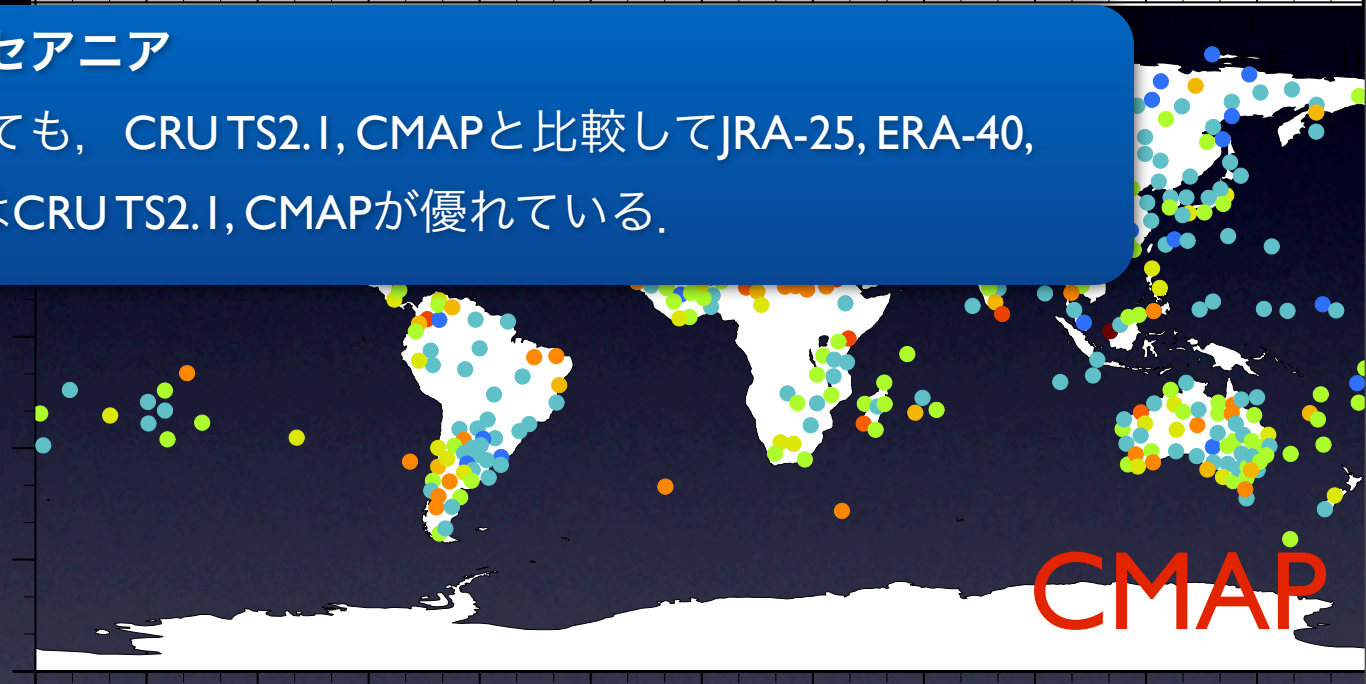 セアニア
ても, CRU TS2.1, CMAPと比較してJRA-25, ERA-40,
はCRU TS2.1, CMAPが優れている.
CMAP